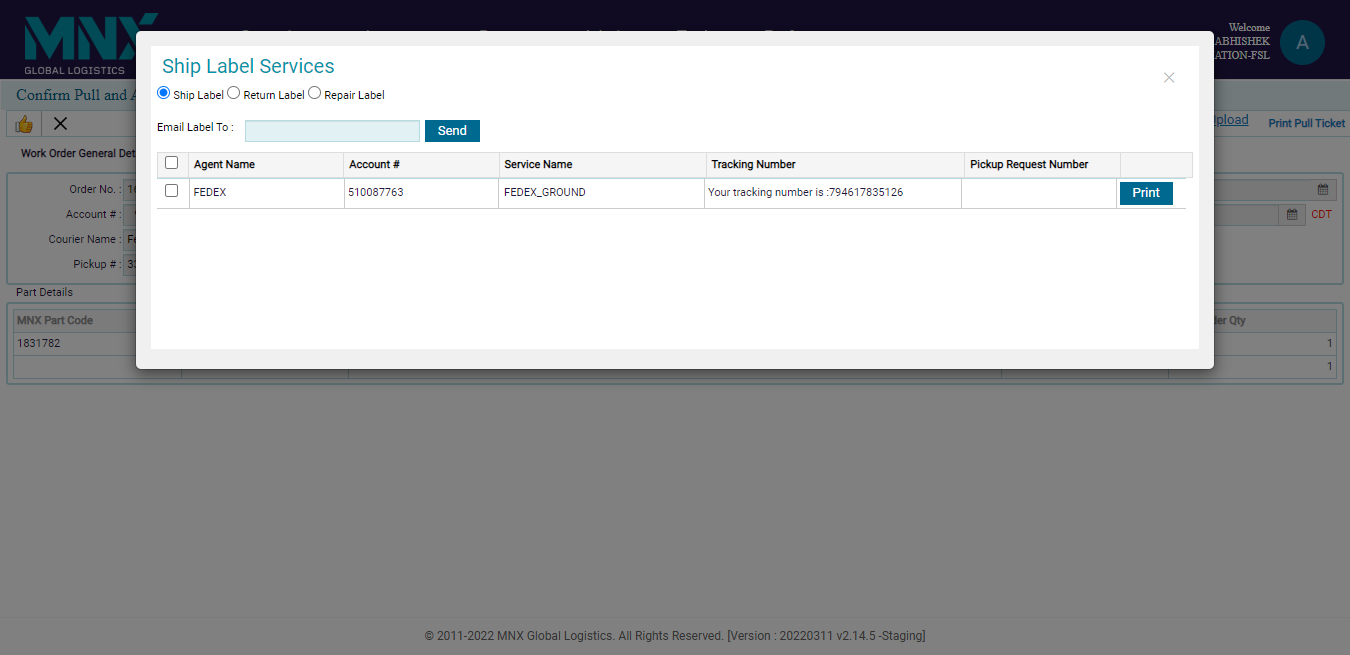 MNX
GLOBAL LOGISTICS
Welcome
ABHISHEK
ATION-FSL
A
Confirm Pull and
Upload
Print Pull Ticket
Ship Label Services
Ship Label Return Label Repair Label
Email Label To :
Send
Agent Name Account # Service Name Tracking Number Pickup Request Number
FEDEX 510087763 FEDEX_GROUND Your tracking number is :794617835126 Print
Work Order General Det
Order No. : 16
Account # :
Courier Name : Fe
Pickup # : 33
CDT
Part Details
MNX Part Code der Qty
1831782 1
1
© 2011-2022 MNX Global Logistics. All Rights Reserved. [Version : 20220311 v2.14.5 -Staging]